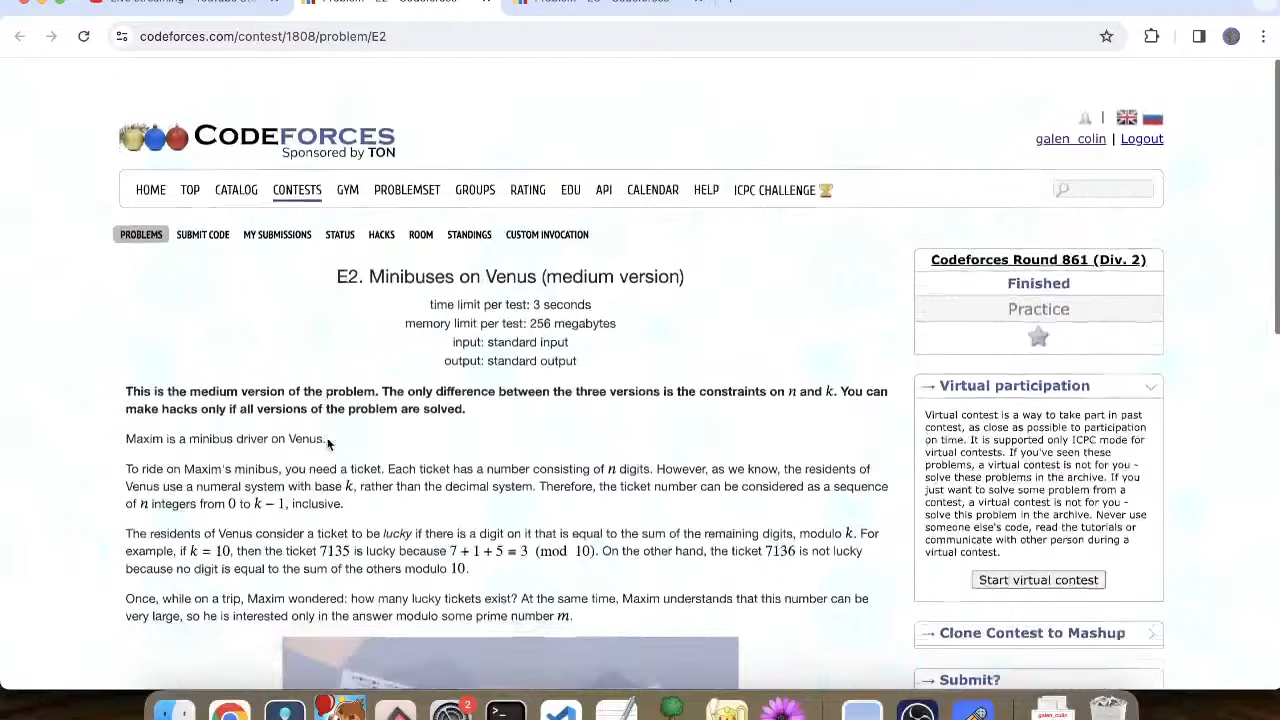 codeforces.com/contest/1808/problem/E2
CODEFORCES
Sponsored by TON
galen_colin | Logout
HOME TOP CATALOG CONTESTS GYM PROBLEMSET GROUPS RATING EDU API CALENDAR HELP ICPC CHALLENGE
PROBLEMS SUBMIT CODE MY SUBMISSIONS STATUS HACKS ROOM STANDINGS CUSTOM INVOCATION
E2. Minibuses on Venus (medium version)
time limit per test: 3 seconds
memory limit per test: 256 megabytes
input: standard input
output: standard output
This is the medium version of the problem. The only difference between the three versions is the constraints on n and k. You can
make hacks only if all versions of the problem are solved.
Maxim is a minibus driver on Venus.
To ride on Maxim's minibus, you need a ticket. Each ticket has a number consisting of n digits. However, as we know, the residents of
Venus use a numeral system with base k, rather than the decimal system. Therefore, the ticket number can be considered as a sequence
of n integers from 0 to k − 1, inclusive.
The residents of Venus consider a ticket to be lucky if there is a digit on it that is equal to the sum of the remaining digits, modulo k. For
example, if k = 10, then the ticket 7135 is lucky because 7 + 1 + 5 ≡ 3 (mod 10). On the other hand, the ticket 7136 is not lucky
because no digit is equal to the sum of the others modulo 10.
Once, while on a trip, Maxim wondered: how many lucky tickets exist? At the same time, Maxim understands that this number can be
very large, so he is interested only in the answer modulo some prime number m.
Codeforces Round 861 (Div. 2)
Finished
Practice
→ Virtual participation
Virtual contest is a way to take part in past
contest, as close as possible to participation
on time. It is supported only ICPC mode for
virtual contests. If you've seen these
problems, a virtual contest is not for you -
solve these problems in the archive. If you
just want to solve some problem from a
contest, a virtual contest is not for you -
solve this problem in the archive. Never use
someone else's code, read the tutorials or
communicate with other person during a
virtual contest.
Start virtual contest
→ Clone Contest to Mashup
→ Submit?
2
galen_colin